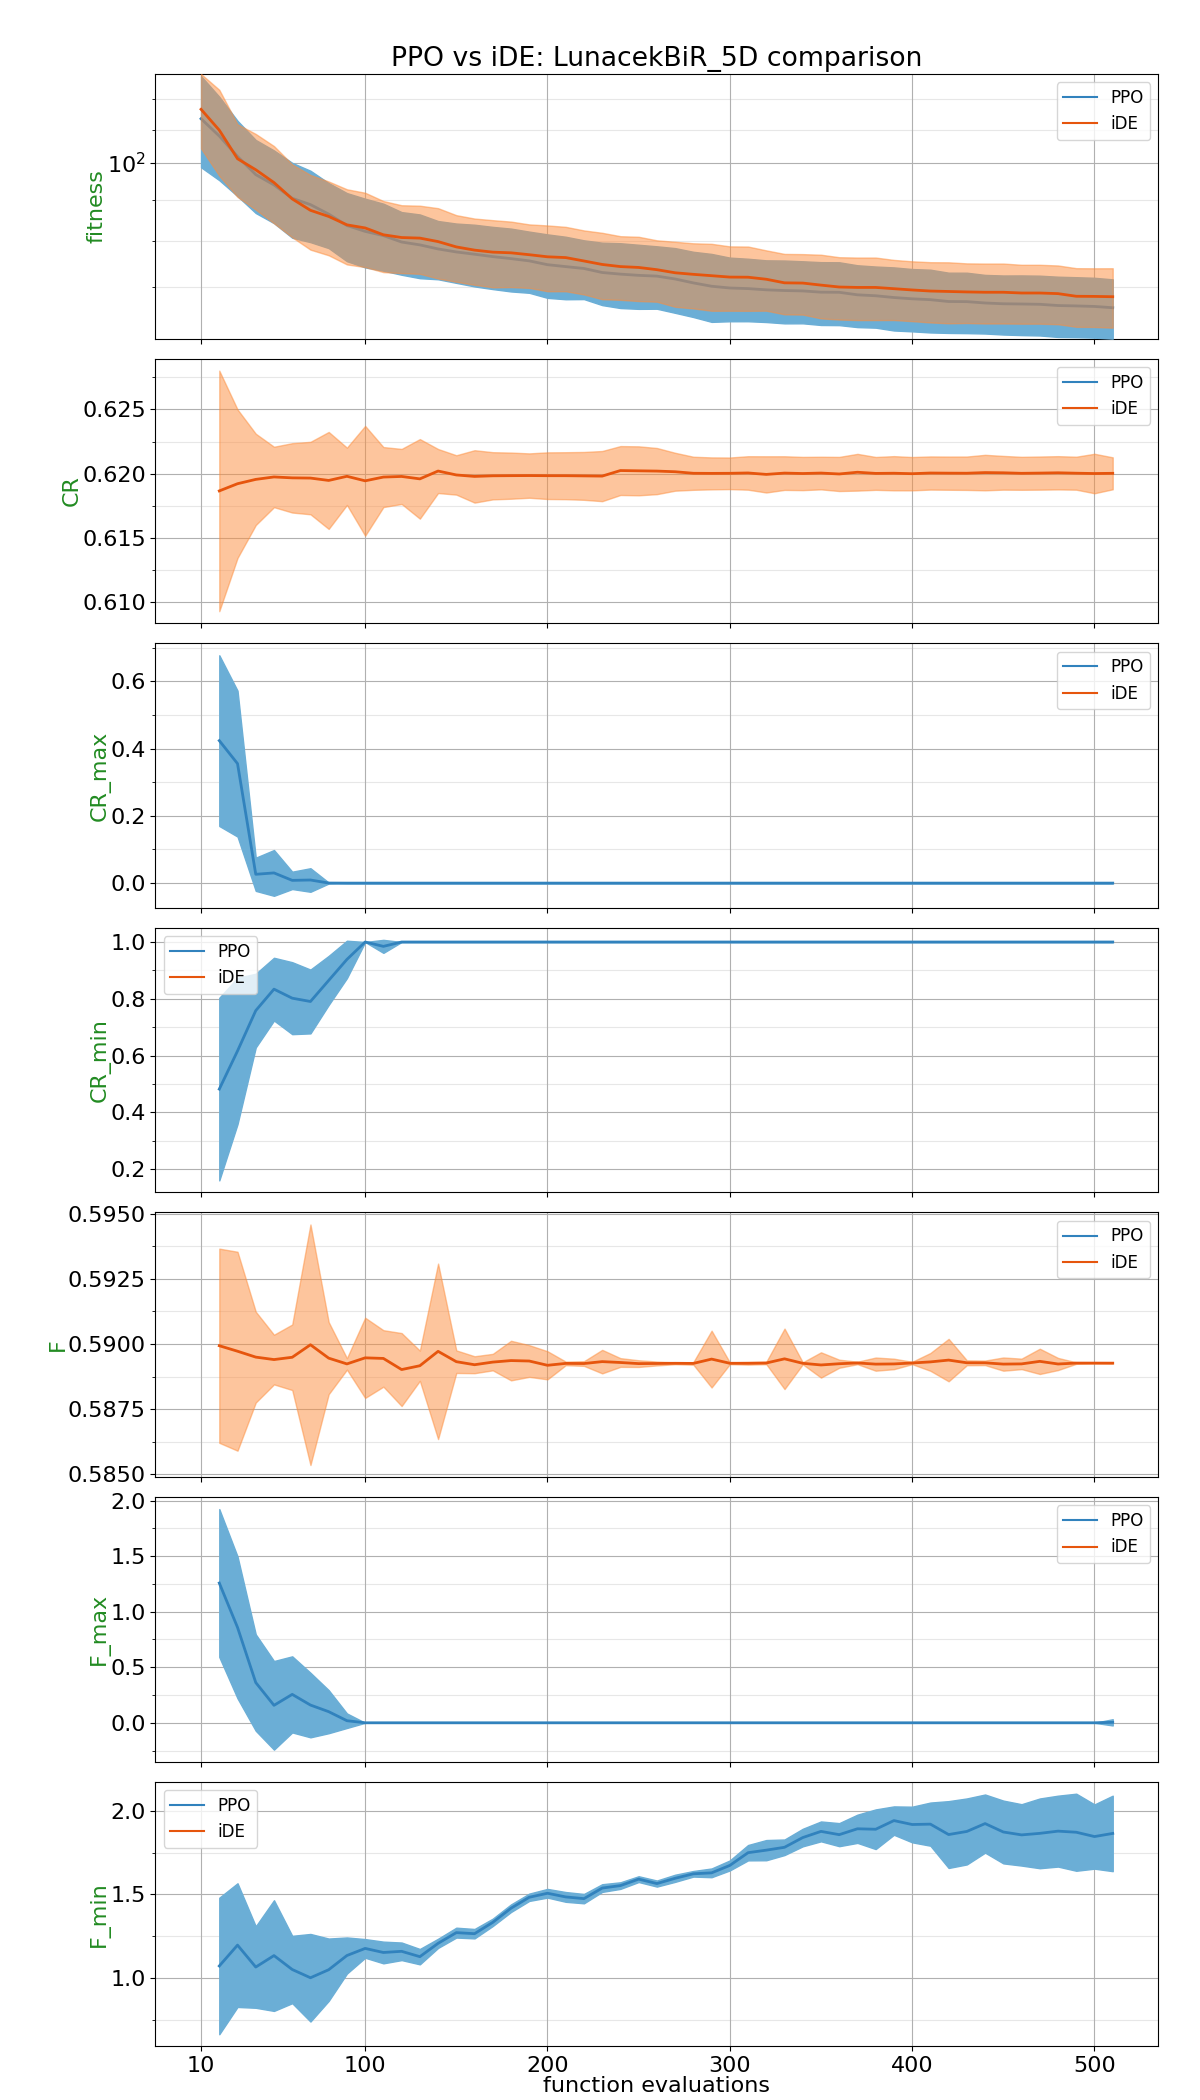 PPO vs iDE: LunacekBiR_5D comparison
fitness
10²
PPO
iDE
CR
0.625
0.620
0.615
0.610
PPO
iDE
CR_max
0.6
0.4
0.2
0.0
PPO
iDE
CR_min
1.0
0.8
0.6
0.4
0.2
PPO
iDE
F
0.5950
0.5925
0.5900
0.5875
0.5850
PPO
iDE
F_max
2.0
1.5
1.0
0.5
0.0
PPO
iDE
F_min
2.0
1.5
1.0
PPO
iDE
10 100 200 300 400 500
function evaluations